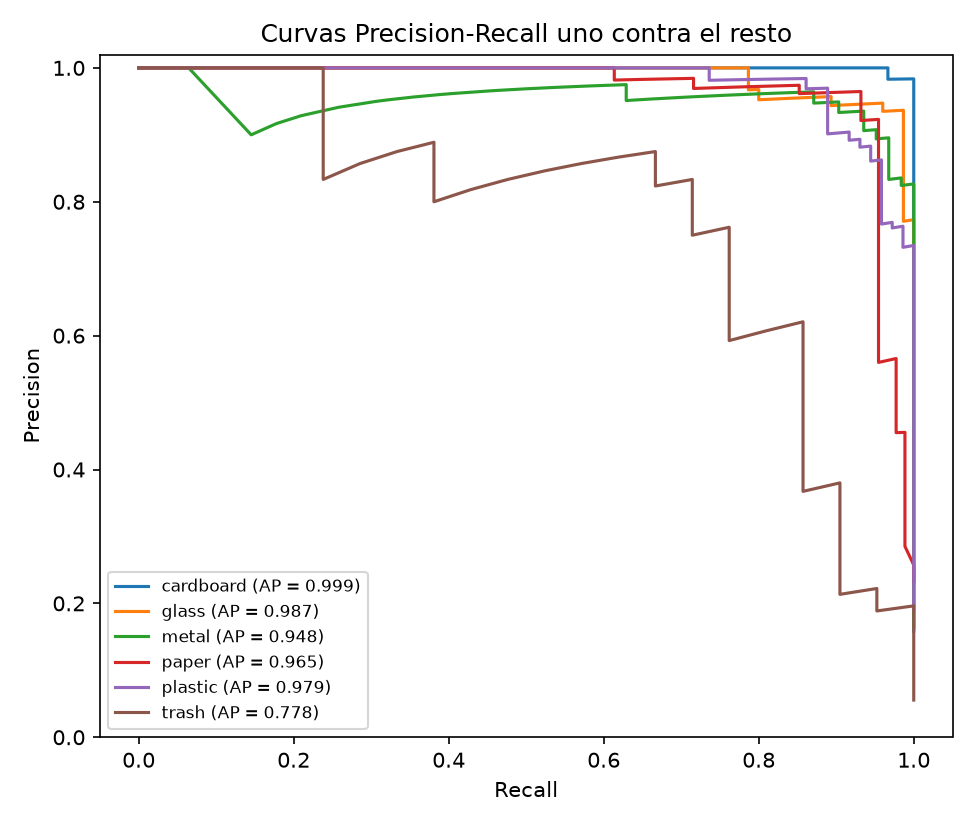 Curvas Precision-Recall uno contra el resto
1.0
0.8
0.6
0.4
0.2
0.0
Precision
cardboard (AP = 0.999)
glass (AP = 0.987)
metal (AP = 0.948)
paper (AP = 0.965)
plastic (AP = 0.979)
trash (AP = 0.778)
0.0 0.2 0.4 0.6 0.8 1.0
Recall